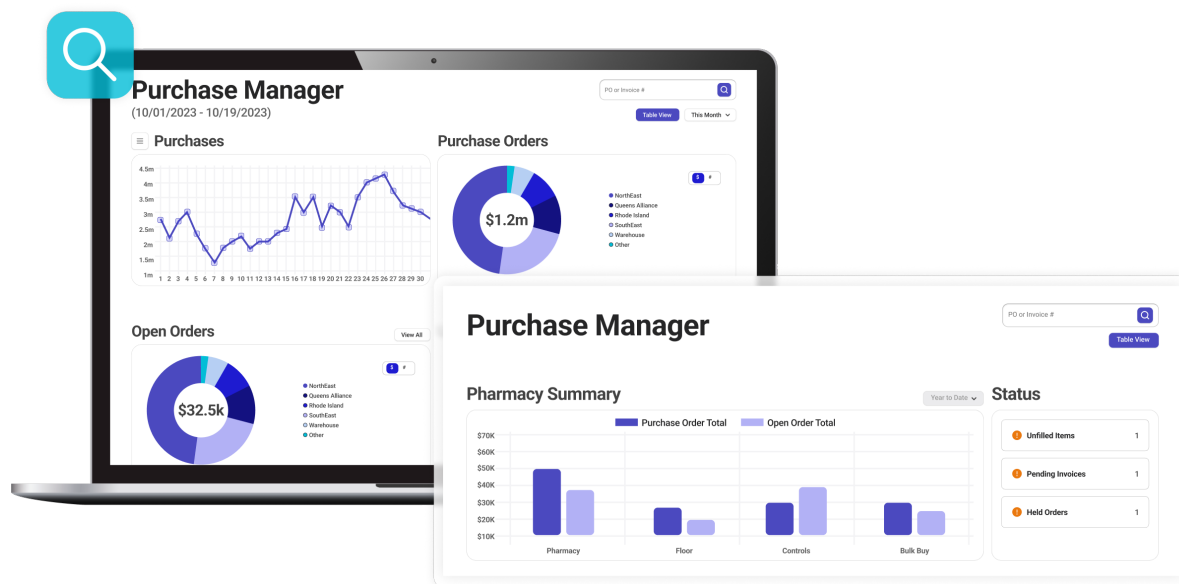 Purchase Manager
(10/01/2023 - 10/19/2023)
PO or Invoice #
Table View
This Month
Purchases
4.5m
4m
3.5m
3m
2.5m
2m
1.5m
1m
1 2 3 4 5 6 7 8 9 10 11 12 13 14 15 16 17 18 19 20 21 22 23 24 25 26 27 28 29 30
Purchase Orders
$ #
$1.2m
NorthEast
Queens Alliance
Rhode Island
SouthEast
Warehouse
Other
Open Orders
View All
$ #
$32.5k
NorthEast
Queens Alliance
Rhode Island
SouthEast
Warehouse
Other
Purchase Manager
PO or Invoice #
Table View
Pharmacy Summary
Year to Date
Purchase Order Total
Open Order Total
$70K
$60K
$50K
$40K
$30K
$20K
$10K
Pharmacy Floor Controls Bulk Buy
Status
Unfilled Items 1
Pending Invoices 1
Held Orders 1